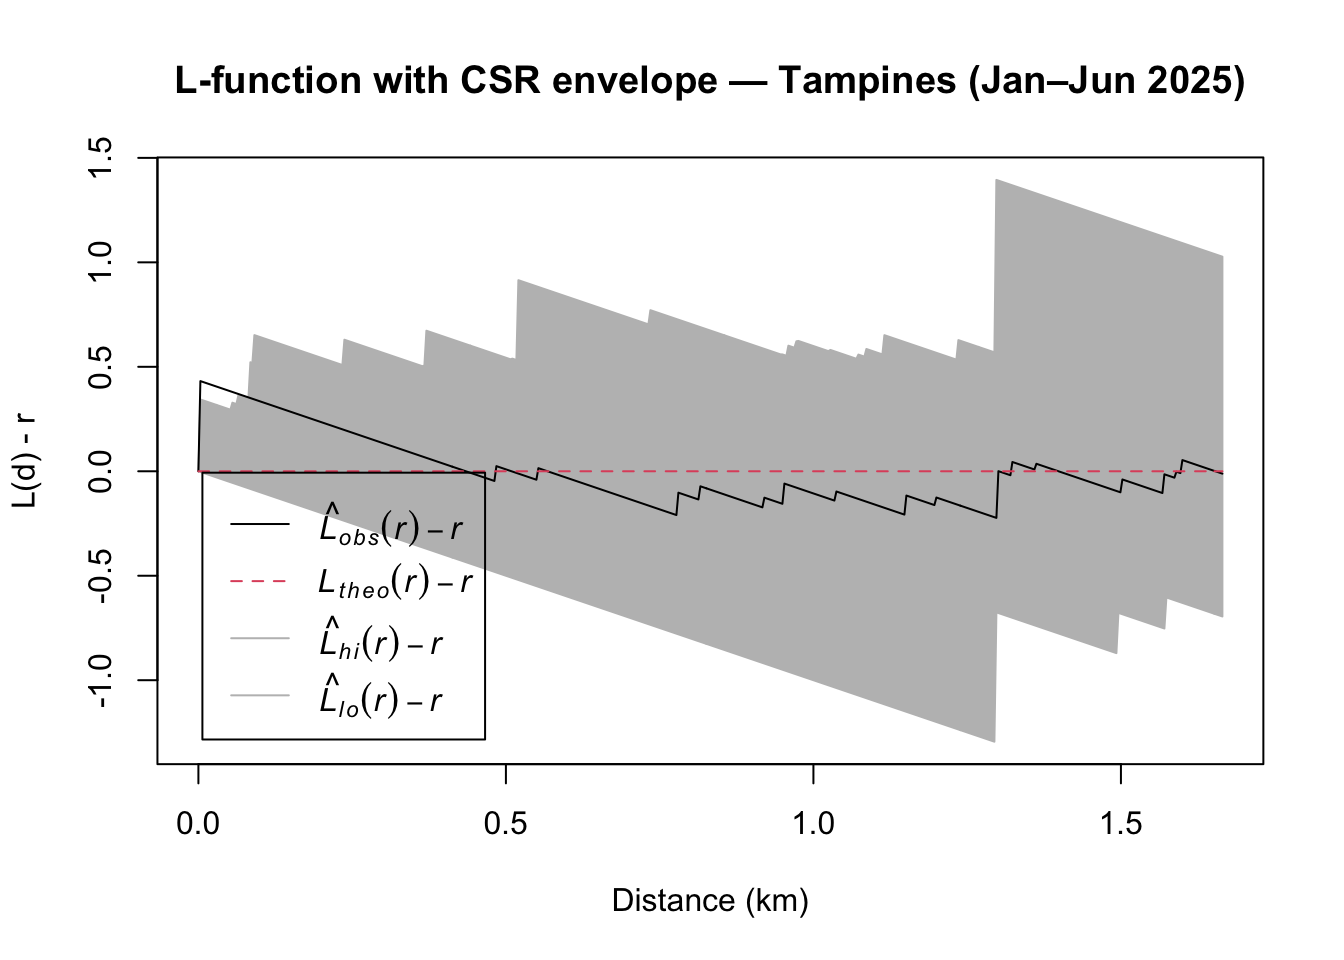 L-function with CSR envelope — Tampines (Jan–Jun 2025)
L(d) - r
1.5
1.0
0.5
0.0
-0.5
-1.0
L̂obs(r) – r
Ltheo(r) – r
L̂hi(r) – r
L̂lo(r) – r
0.0 0.5 1.0 1.5
Distance (km)